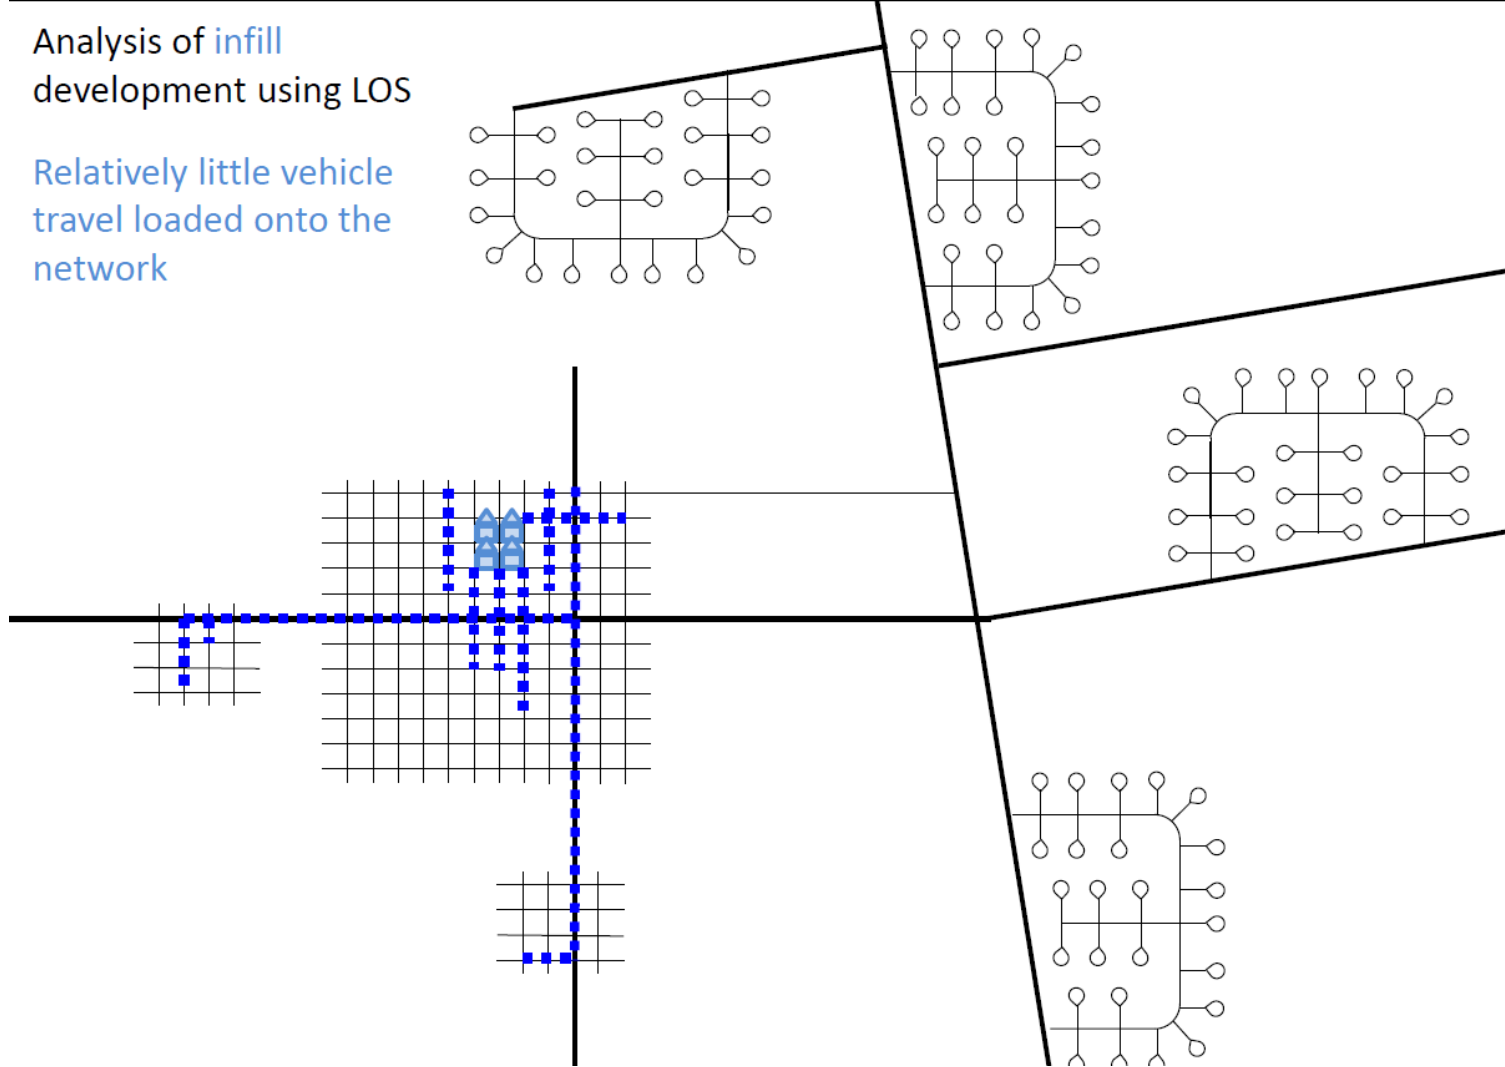 Analysis of infill
development using LOS
Relatively little vehicle
travel loaded onto the
network